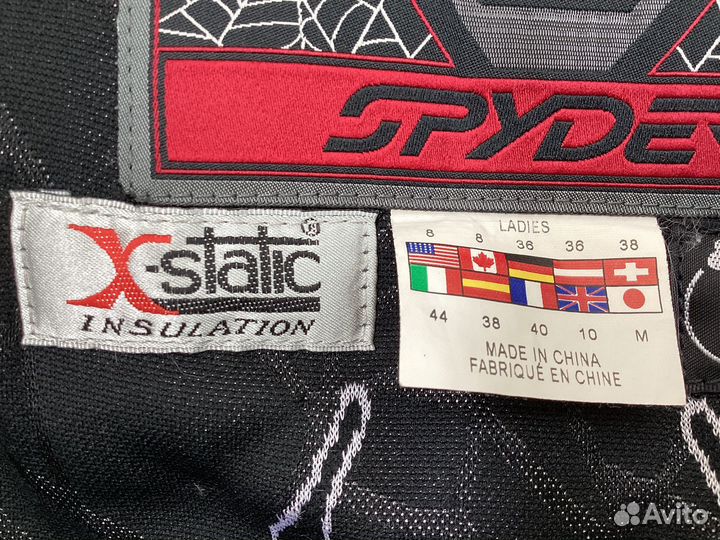 SPYDE
X-static®
INSULATION
LADIES
8 8 36 36 38
44 38 40 10 M
MADE IN CHINA
FABRIQUÉ EN CHINE
Avito